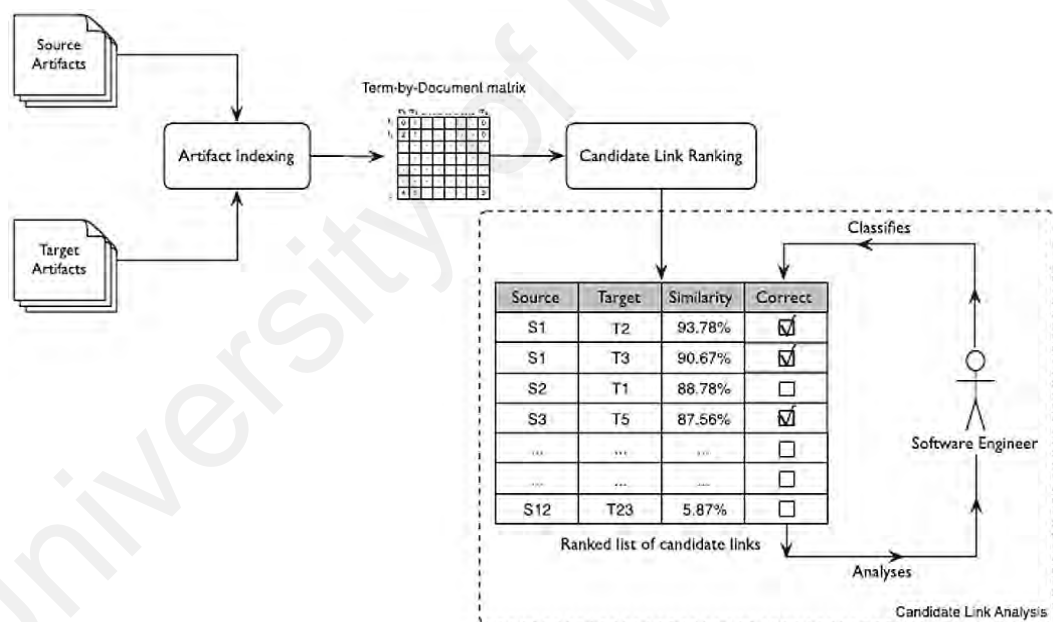 Source
Artifacts
Term-by-Document matrix
Artifact Indexing
Candidate Link Ranking
Target
Artifacts
Classifies
Source Target Similarity Correct
S1 T2 93.78%
S1 T3 90.67%
S2 T1 88.78%
S3 T5 87.56%
... ... ...
... ... ...
S12 T23 5.87%
Software Engineer
Ranked list of candidate links
Analyses
Candidate Link Analysis
University of